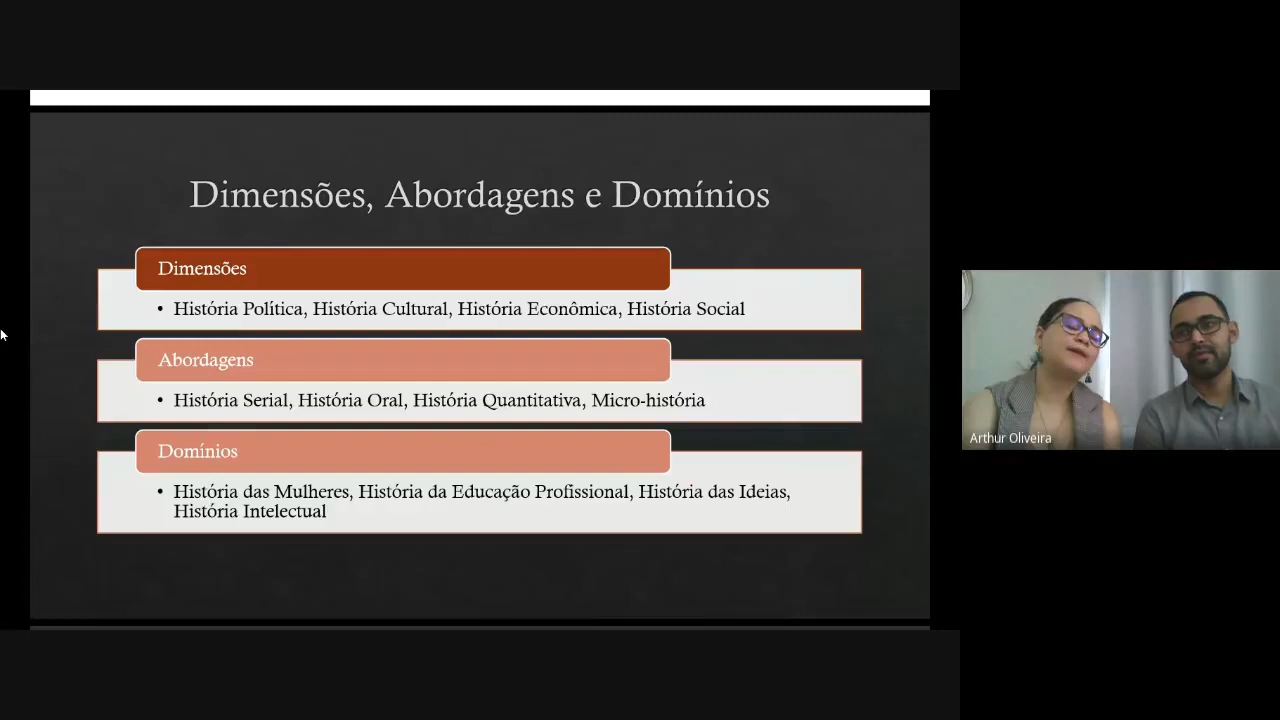 Dimensões, Abordagens e Domínios
Dimensões
• História Política, História Cultural, História Econômica, História Social
Abordagens
• História Serial, História Oral, História Quantitativa, Micro-história
Domínios
• História das Mulheres, História da Educação Profissional, História das Ideias,
História Intelectual
Arthur Oliveira